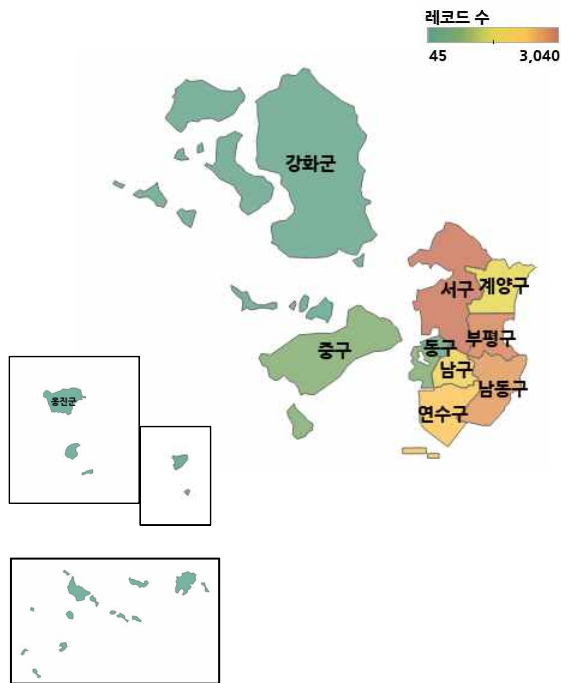 레코드 수
45 3,040
강화군
서구 계양구
중구 동구 부평구
남구 남동구
옹진군 연수구